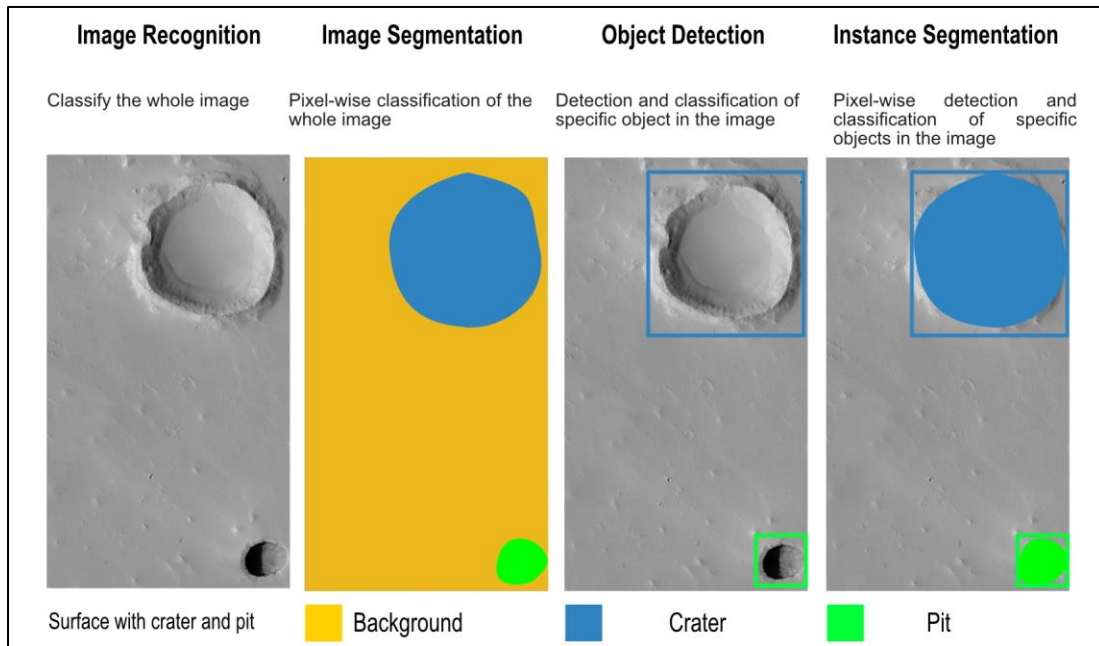 Image Recognition
Image Segmentation
Object Detection
Instance Segmentation
Classify the whole image
Pixel-wise classification of the
whole image
Detection and classification of
specific object in the image
Pixel-wise detection and
classification of specific
objects in the image
Surface with crater and pit
Background
Crater
Pit